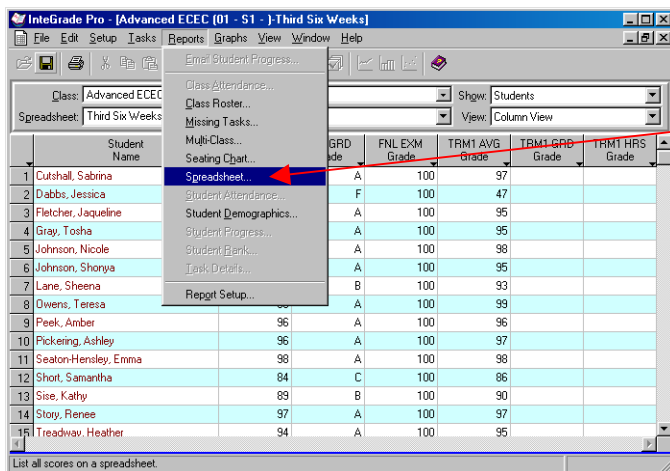 InteGrade Pro - [Advanced ECEC (01 - S1 - )-Third Six Weeks]
File Edit Setup Tasks Reports Graphs View Window Help
Class: Advanced ECEC Show: Students
Spreadsheet: Third Six Weeks View: Column View
Email Student Progress...
Class Attendance...
Class Roster...
Missing Tasks...
Multi-Class...
Seating Chart...
Spreadsheet...
Student Attendance...
Student Demographics...
Student Progress...
Student Rank...
Task Details...
Report Setup...
Student Name GRD FNL EXM Grade TRM1 AVG Grade TRM1 GRD Grade TRM1 HRS Grade
1 Cutshall, Sabrina A 100 97
2 Dabbs, Jessica F 100 47
3 Fletcher, Jaqueline A 100 95
4 Gray, Tosha A 100 95
5 Johnson, Nicole A 100 98
6 Johnson, Shonya A 100 95
7 Lane, Sheena B 100 93
8 Owens, Teresa A 100 99
9 Peek, Amber 96 A 100 96
10 Pickering, Ashley 96 A 100 97
11 Seaton-Hensley, Emma 98 A 100 98
12 Short, Samantha 84 C 100 86
13 Sise, Kathy 89 B 100 90
14 Story, Renee 97 A 100 97
15 Treadway, Heather 94 A 100 95
List all scores on a spreadsheet.